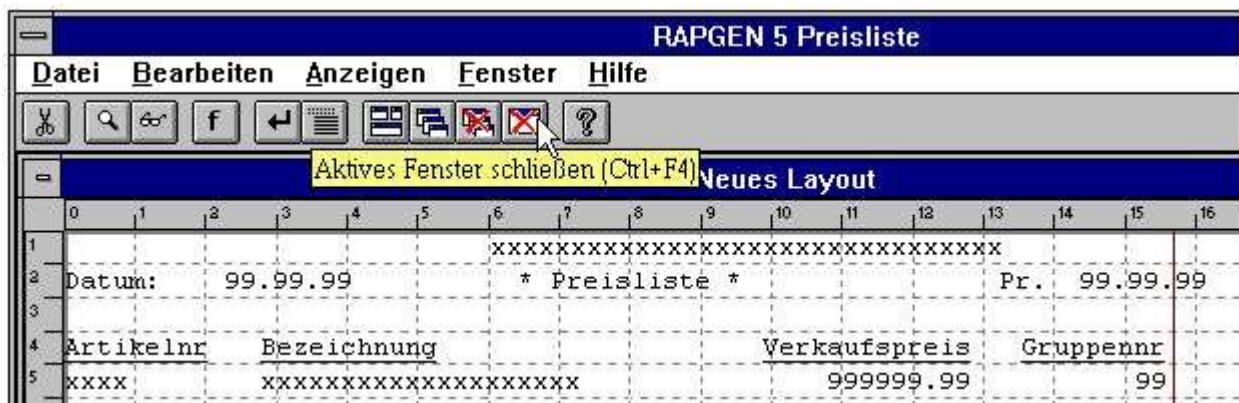 RAPGEN 5 Preisliste
Datei Bearbeiten Anzeigen Fenster Hilfe
f ?
Aktives Fenster schließen (Ctrl+F4)
Neues Layout
0 1 2 3 4 5 6 7 8 9 10 11 12 13 14 15 16
1 xxxxxxxxxxxxxxxxxxxxxxxxxxxxxx
2 Datum: 99.99.99 * Preisliste * Pr. 99.99.99
3
4 Artikelnr Bezeichnung Verkaufspreis Gruppennr
5 xxxx xxxxxxxxxxxxxxxxxxxx 999999.99 99